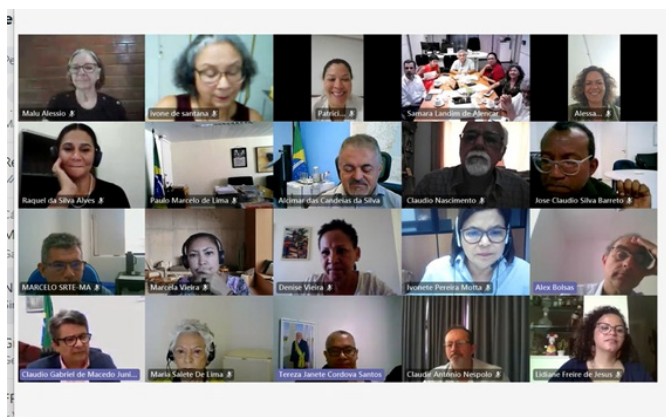 Malu Alessio
ivone de santana
Patrici...
Samara Landim de Alencar
Alessa...
Raquel da Silva Alves
Paulo Marcelo de Lima
Alcimar das Candeias da Silva
Claudio Nascimento
Jose Claudio Silva Barreto
MARCELO SRTE-MA
Marcela Vieira
Denise Vieira
Ivonete Pereira Motta
Alex Bolsas
Claudio Gabriel de Macedo Juni...
Maria Salete De Lima
Tereza Janete Cordova Santos
Claudir Antônio Nespolo
Lidiane Freire de Jesus